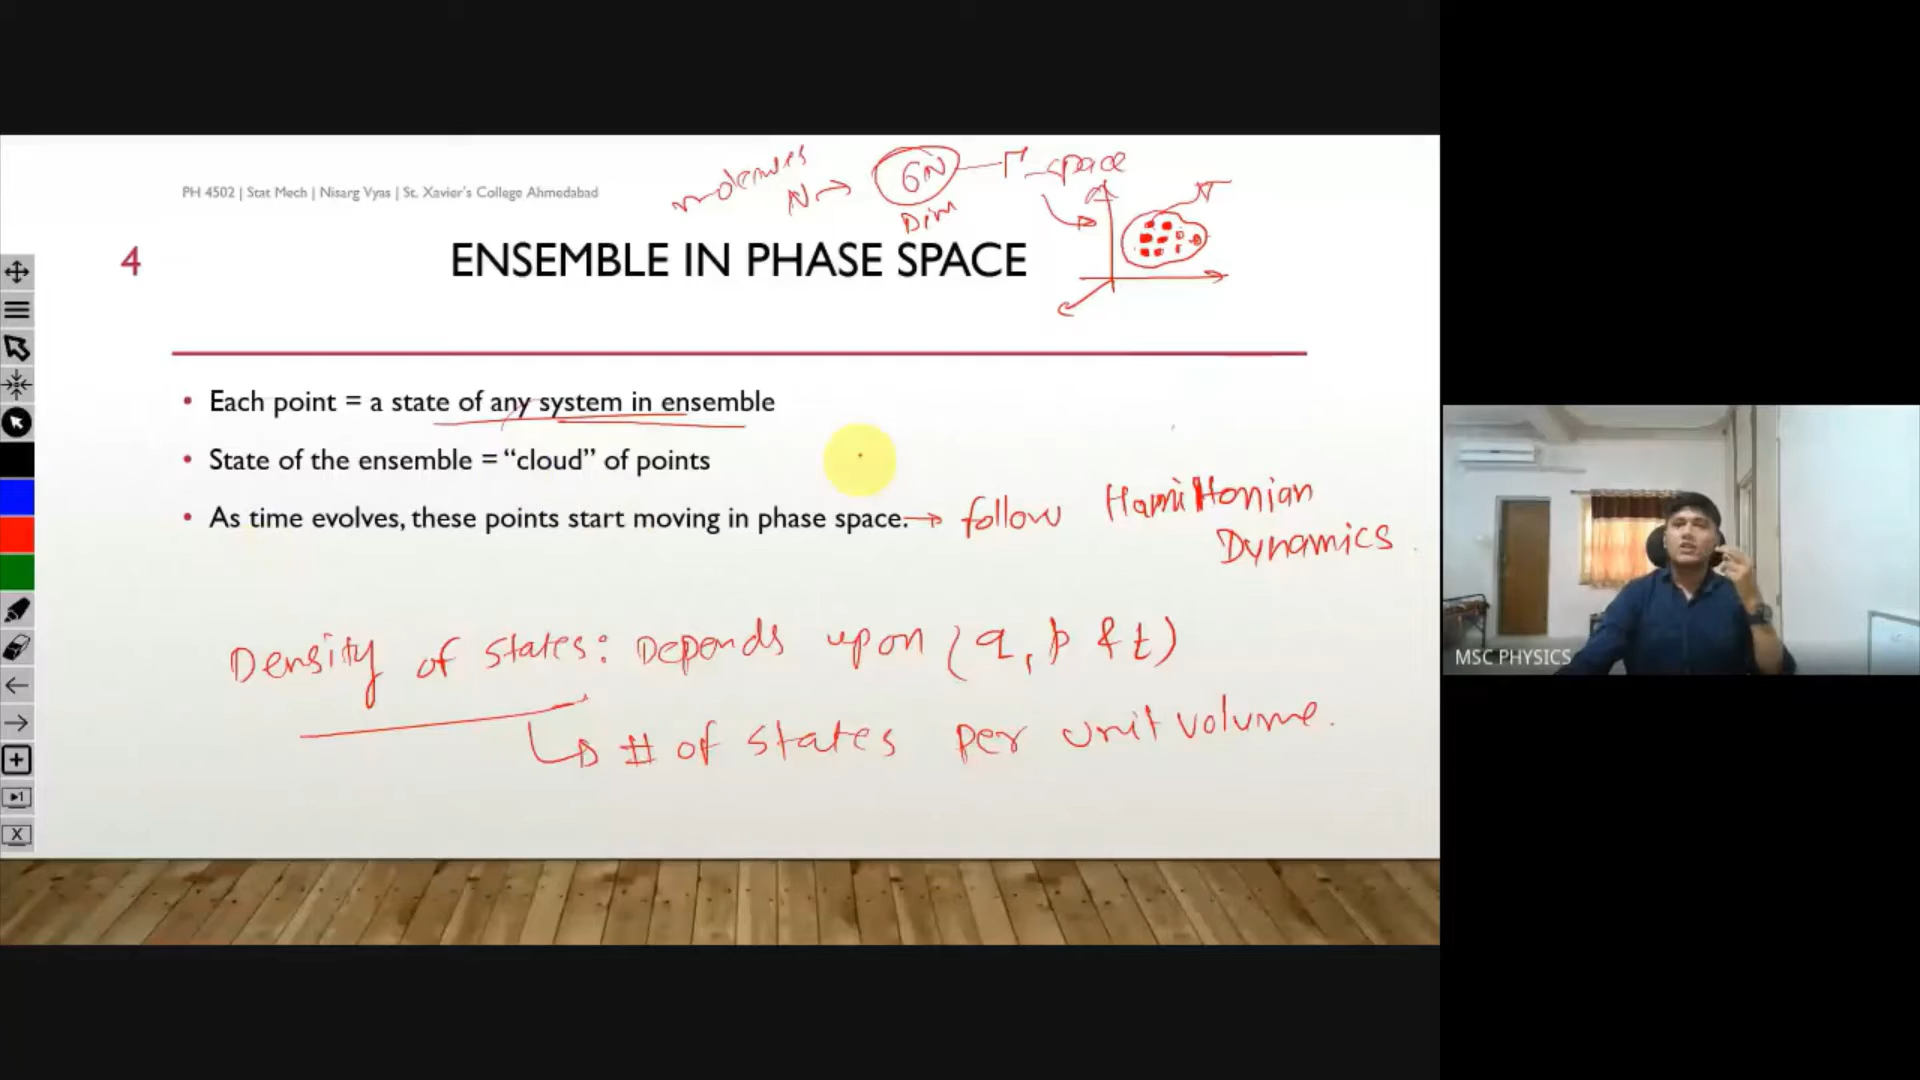 molecules
N → 6N — Γ space
Dim
PH 4502 | Stat Mech | Nisarg Vyas | St. Xavier's College Ahmedabad
4
ENSEMBLE IN PHASE SPACE
• Each point = a state of any system in ensemble
• State of the ensemble = “cloud” of points
• As time evolves, these points start moving in phase space. → follow Hamiltonian
Dynamics
Density of states: Depends upon (q, p & t)
↳ # of states per unit volume.
MSC PHYSICS